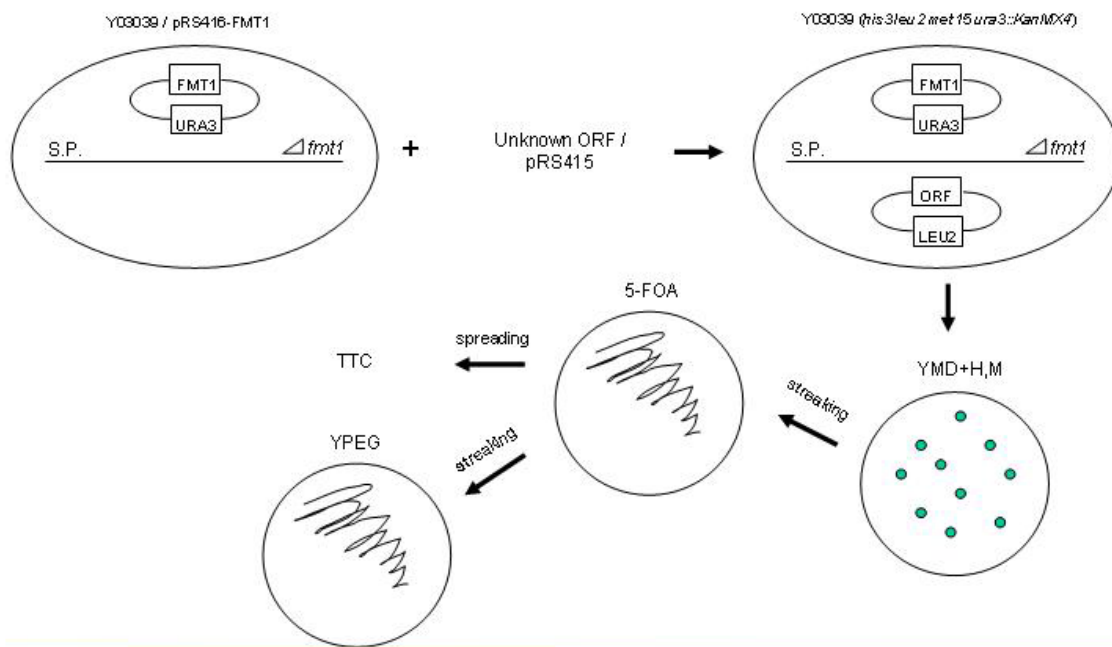 Y03039 / pRS416-FMT1
FMT1
URA3
S.P.
fmt1
+
Unknown ORF /
pRS415
Y03039 (his3leu2met15ura3::KanMX4)
FMT1
URA3
S.P.
fmt1
ORF
LEU2
5-FOA
spreading
TTC
YMD+H,M
streaking
YPEG
streaking